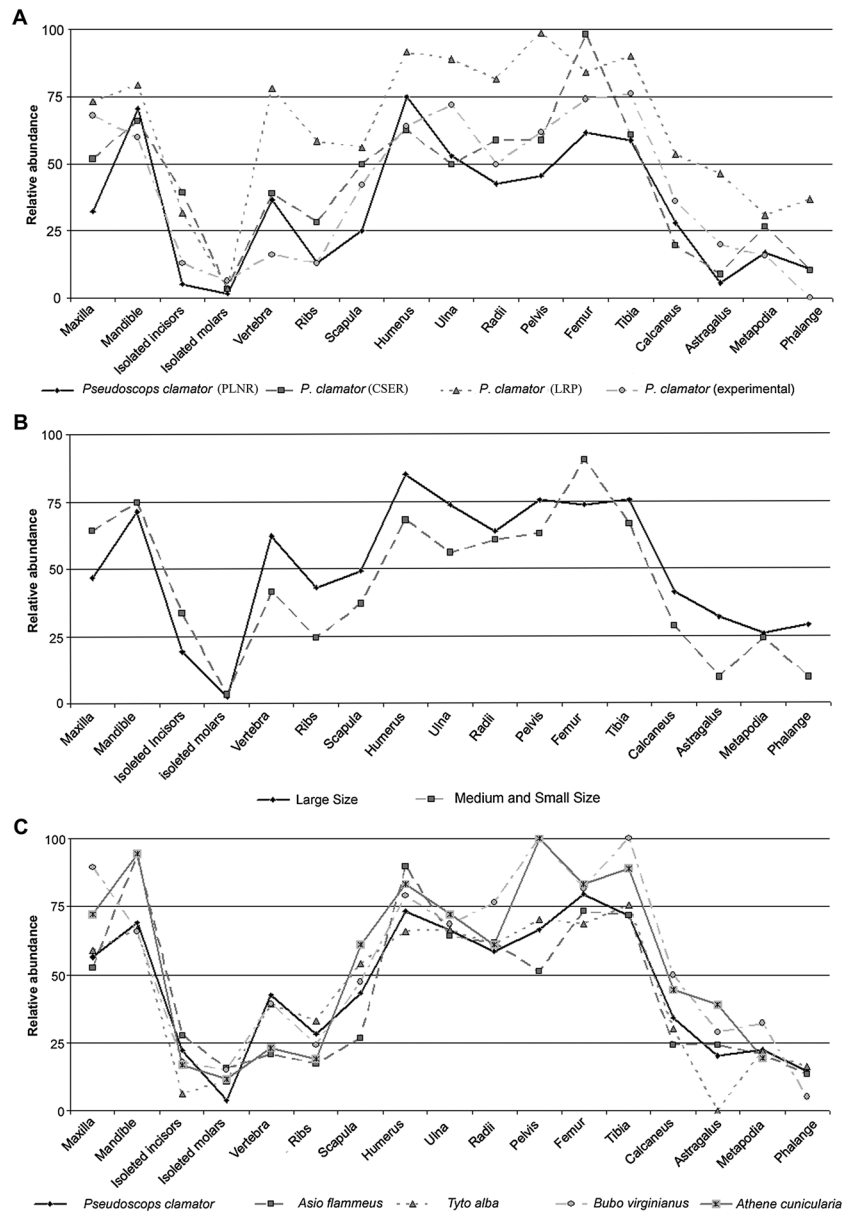 A
100
75
50
25
0
Relative abundance
Maxilla
Mandible
Isolated incisors
Isolated molars
Vertebra
Ribs
Scapula
Humerus
Ulna
Radii
Pelvis
Femur
Tibia
Calcaneus
Astragalus
Metapodia
Phalange
Pseudoscops clamator (PLNR) P. clamator (CSER) P. clamator (LRP) P. clamator (experimental)
B
100
75
50
25
0
Relative abundance
Maxilla
Mandible
Isoleted Incisors
isoleted molars
Vertebra
Ribs
Scapula
Humerus
Ulna
Radii
Pelvis
Femur
Tibia
Calcaneus
Astragalus
Metapodia
Phalange
Large Size Medium and Small Size
C
100
75
50
25
0
Relative abundance
Maxilla
Mandible
Isoleted incisors
Isoleted molars
Vertebra
Ribs
Scapula
Humerus
Ulna
Radii
Pelvis
Femur
Tibia
Calcaneus
Astragalus
Metapodia
Phalange
Pseudoscops clamator Asio flammeus Tyto alba Bubo virginianus Athene cunicularia